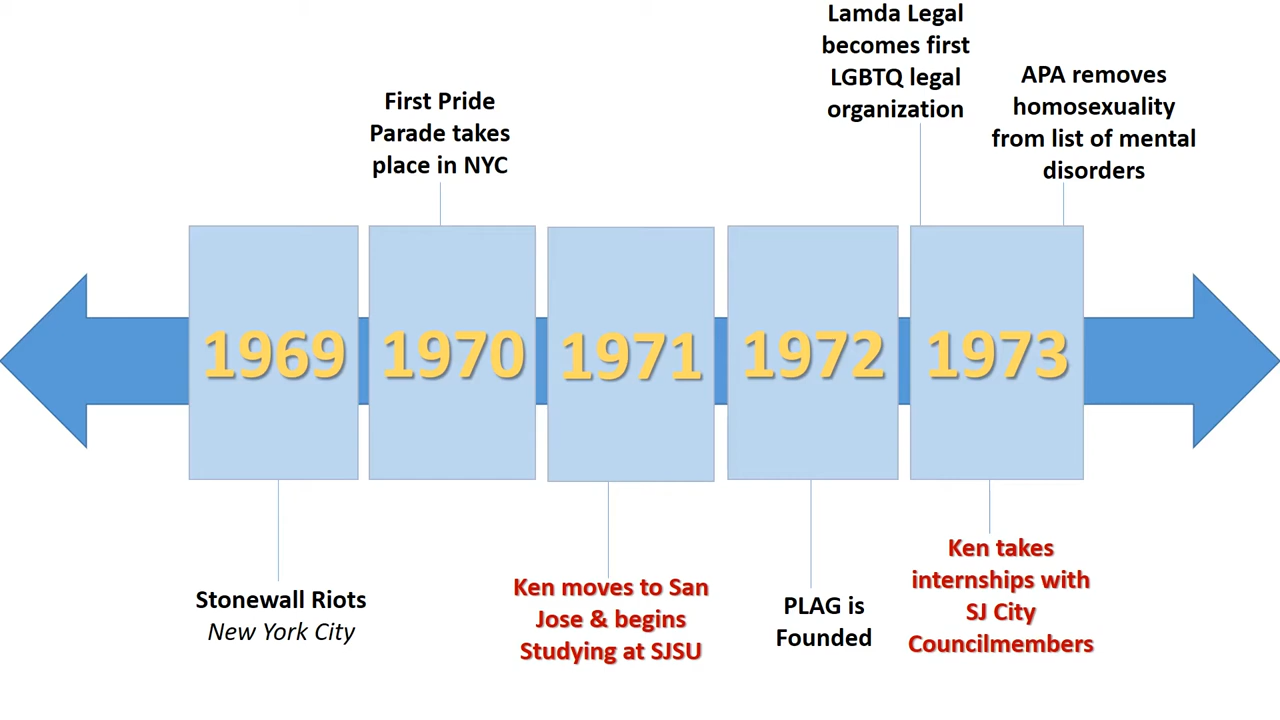 Lamda Legal
becomes first
LGBTQ legal
organization
APA removes
homosexuality
from list of mental
disorders
First Pride
Parade takes
place in NYC
1969
1970
1971
1972
1973
Stonewall Riots
New York City
Ken moves to San
Jose & begins
Studying at SJSU
PLAG is
Founded
Ken takes
internships with
SJ City
Councilmembers